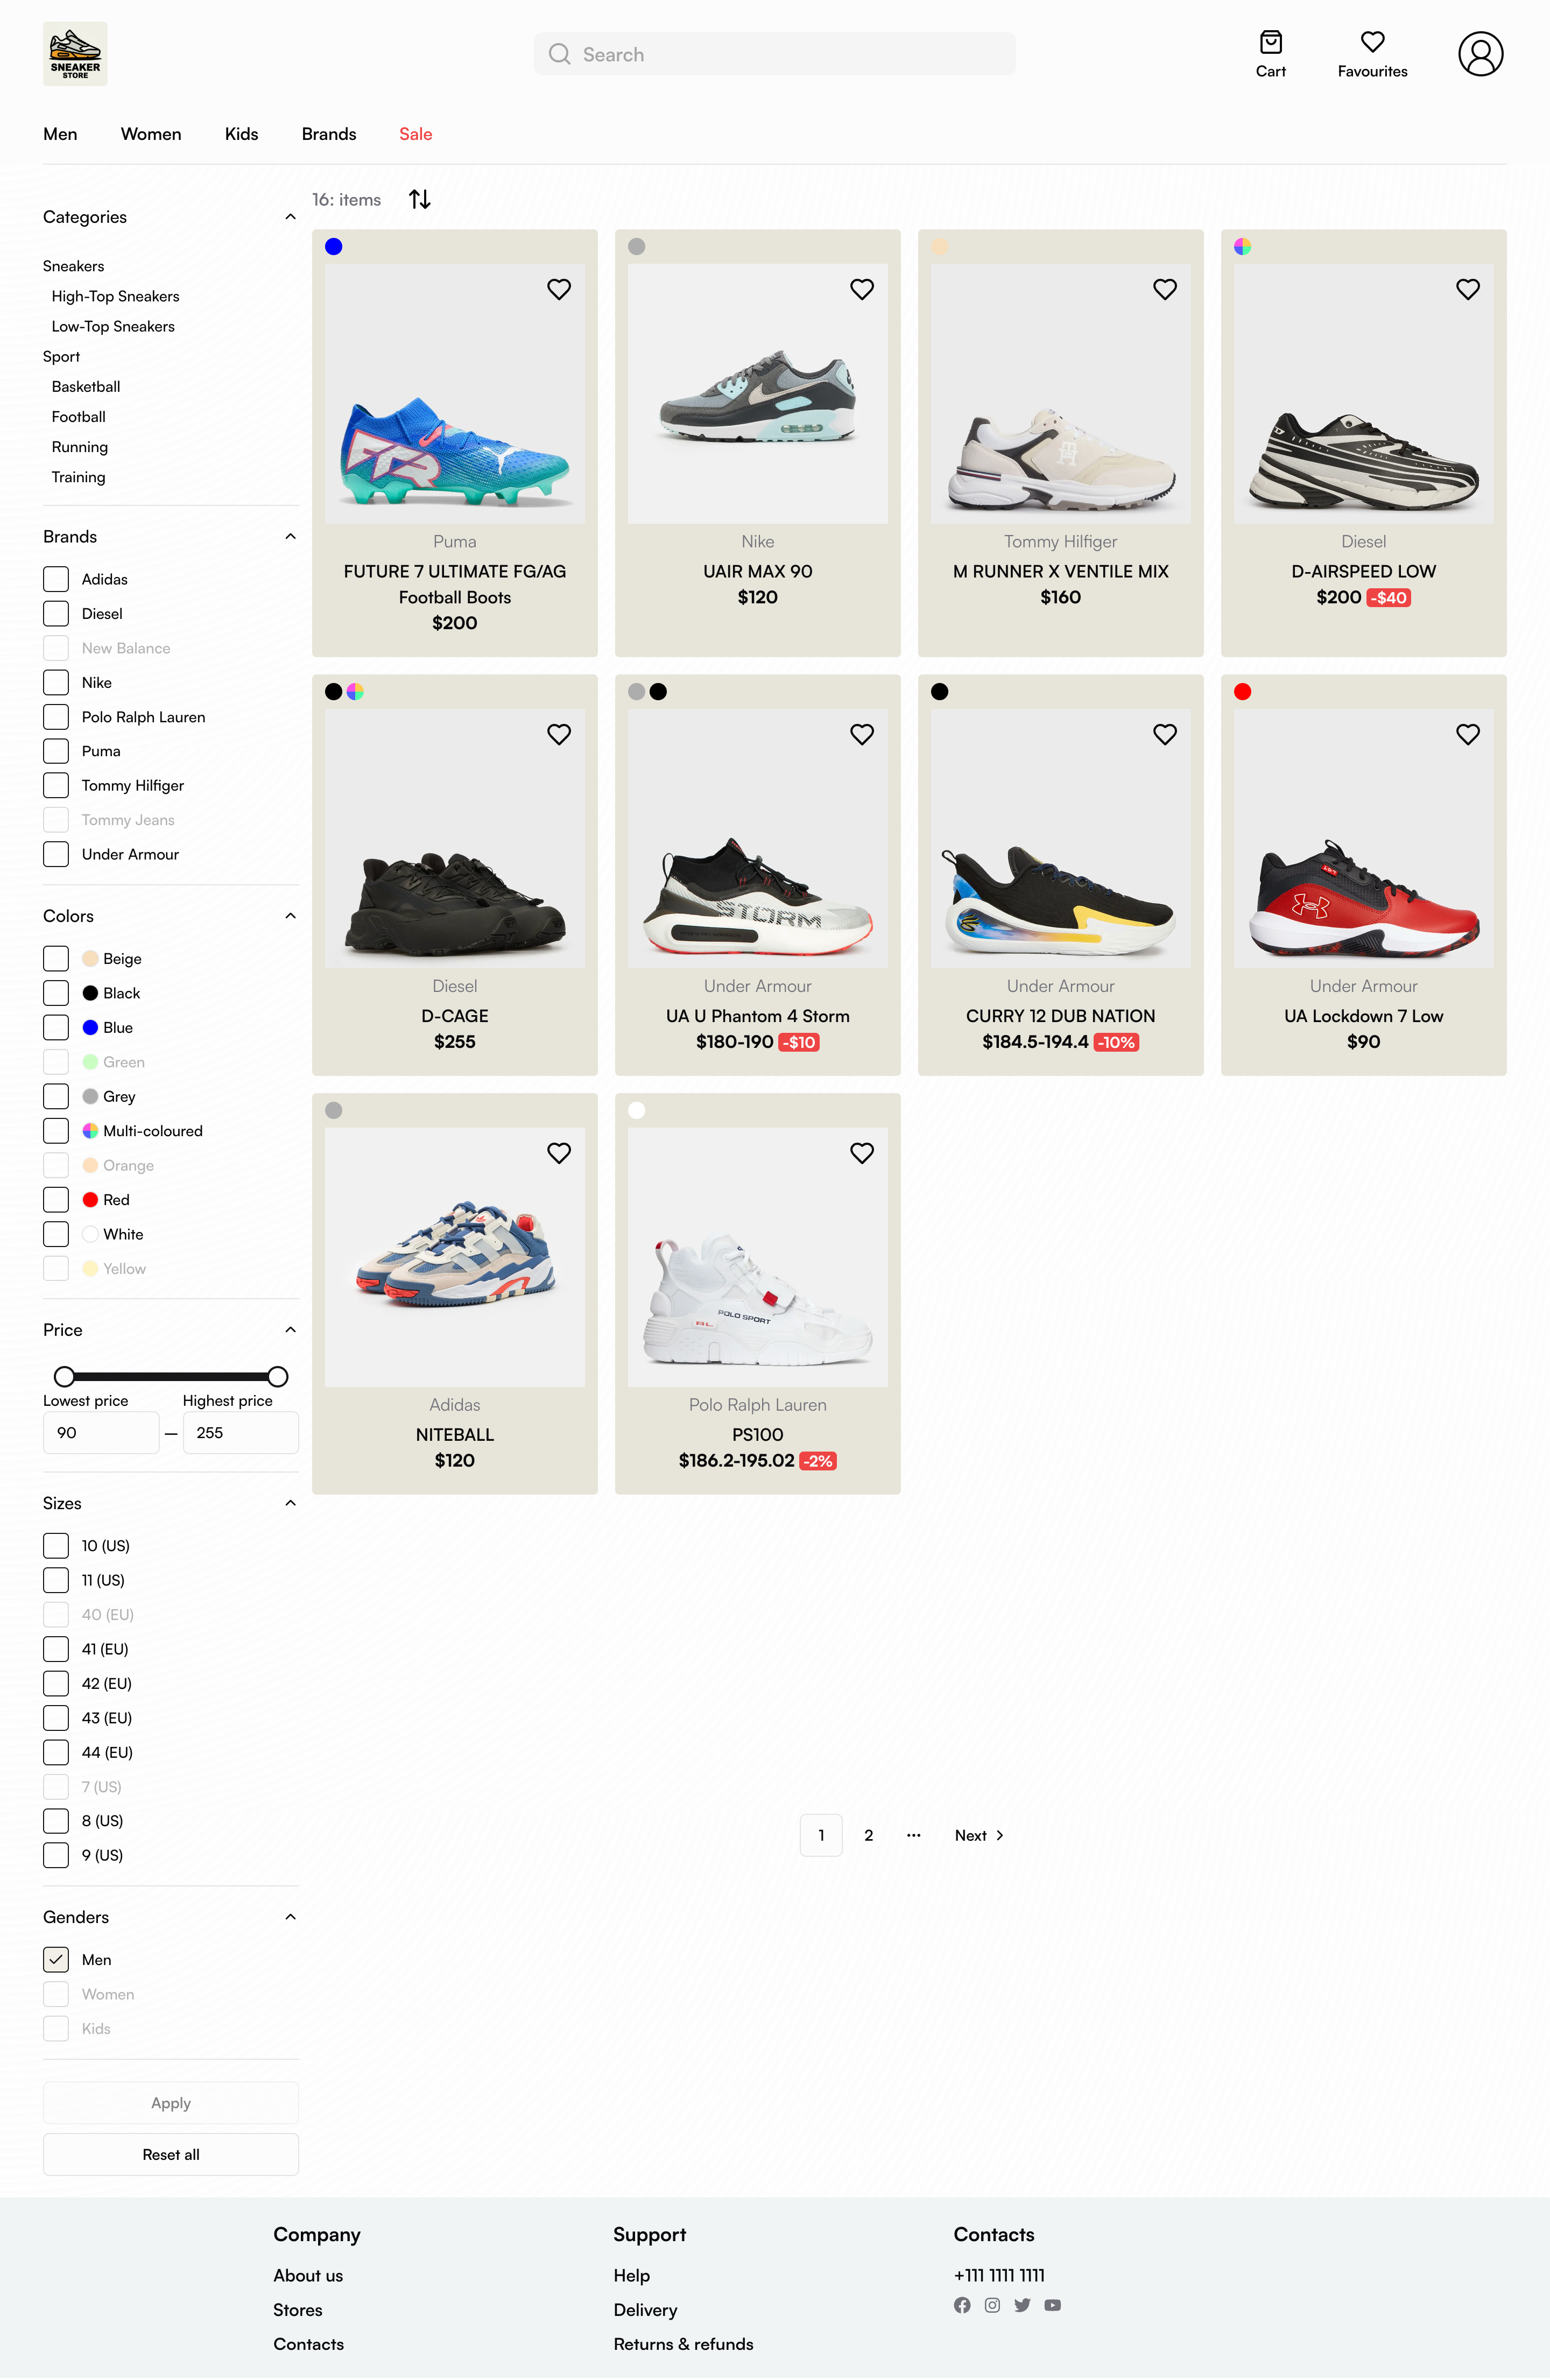 SNEAKER
STORE
Search
Cart
Favourites
Men
Women
Kids
Brands
Sale
16: items
Categories
Sneakers
High-Top Sneakers
Low-Top Sneakers
Sport
Basketball
Football
Running
Training
Brands
Adidas
Diesel
New Balance
Nike
Polo Ralph Lauren
Puma
Tommy Hilfiger
Tommy Jeans
Under Armour
Colors
Beige
Black
Blue
Green
Grey
Multi-coloured
Orange
Red
White
Yellow
Price
Lowest price
Highest price
90
–
255
Sizes
10 (US)
11 (US)
40 (EU)
41 (EU)
42 (EU)
43 (EU)
44 (EU)
7 (US)
8 (US)
9 (US)
Genders
Men
Women
Kids
Apply
Reset all
Puma
FUTURE 7 ULTIMATE FG/AG
Football Boots
$200
Nike
UAIR MAX 90
$120
Tommy Hilfiger
M RUNNER X VENTILE MIX
$160
Diesel
D-AIRSPEED LOW
$200 -$40
Diesel
D-CAGE
$255
STORM
Under Armour
UA U Phantom 4 Storm
$180-190 -$10
Under Armour
CURRY 12 DUB NATION
$184.5-194.4 -10%
Under Armour
UA Lockdown 7 Low
$90
Adidas
NITEBALL
$120
POLO SPORT
RL
Polo Ralph Lauren
PS100
$186.2-195.02 -2%
1
2
...
Next
Company
About us
Stores
Contacts
Support
Help
Delivery
Returns & refunds
Contacts
+111 1111 1111